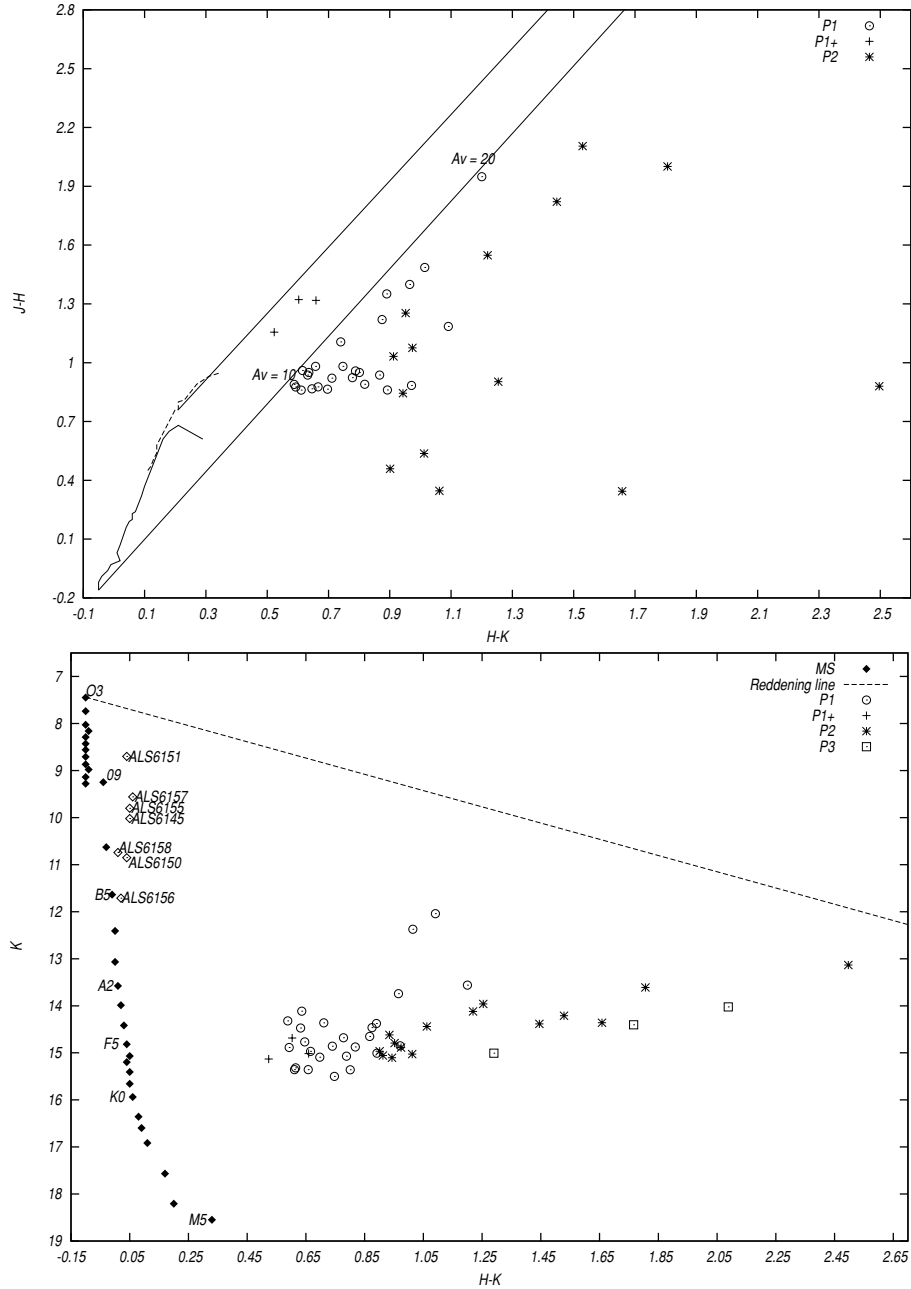 2.8
2.5
2.2
1.9
1.6
1.3
1
0.7
0.4
0.1
-0.2
J-H
P1
P1+
P2
Av = 20
Av = 10
-0.1 0.1 0.3 0.5 0.7 0.9 1.1 1.3 1.5 1.7 1.9 2.1 2.3 2.5
H-K
7
8
9
10
11
12
13
14
15
16
17
18
19
K
MS
Reddening line
P1
P1+
P2
P3
O3
ALS6151
09
ALS6157
ALS6155
ALS6145
ALS6158
ALS6150
B5
ALS6156
A2
F5
K0
M5
-0.15 0.05 0.25 0.45 0.65 0.85 1.05 1.25 1.45 1.65 1.85 2.05 2.25 2.45 2.65
H-K